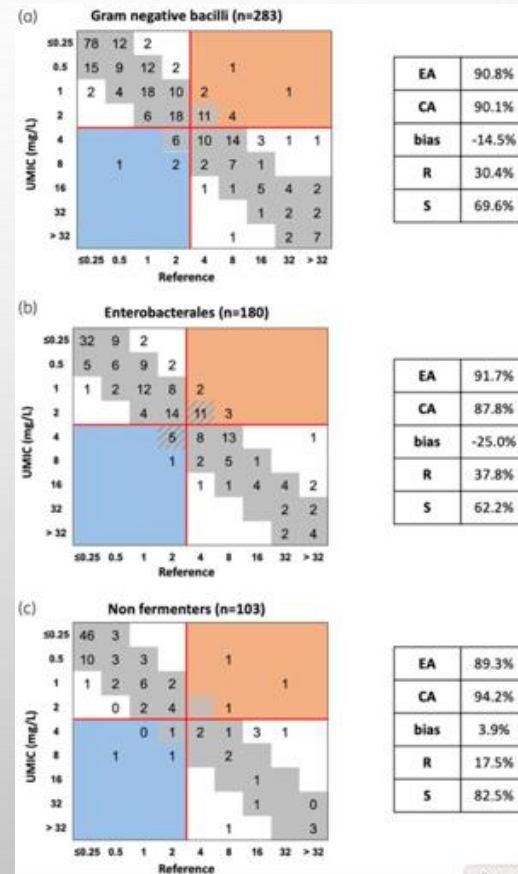 (a)
Gram negative bacilli (n=283)
≤0.25 78 12 2
0.5 15 9 12 2 1
1 2 4 18 10 2 1
2 6 18 11 4
4 6 10 14 3 1 1
8 1 2 2 7 1
16 1 1 5 4 2
32 1 2 2
> 32 1 2 7
≤0.25 0.5 1 2 4 8 16 32 > 32
UMIC (mg/L)
Reference
EA 90.8%
CA 90.1%
bias -14.5%
R 30.4%
S 69.6%
(b)
Enterobacterales (n=180)
≤0.25 32 9 2
0.5 5 6 9 2
1 1 2 12 8 2
2 4 14 11 3
4 5 8 13 1
8 1 2 5 1
16 1 1 4 4 2
32 2 2
> 32 2 4
≤0.25 0.5 1 2 4 8 16 32 > 32
UMIC (mg/L)
Reference
EA 91.7%
CA 87.8%
bias -25.0%
R 37.8%
S 62.2%
(c)
Non fermenters (n=103)
≤0.25 46 3
0.5 10 3 3 1
1 1 2 6 2 1
2 0 2 4 1
4 0 1 2 1 3 1
8 1 1 2
16 1
32 1 0
> 32 1 3
≤0.25 0.5 1 2 4 8 16 32 > 32
UMIC (mg/L)
Reference
EA 89.3%
CA 94.2%
bias 3.9%
R 17.5%
S 82.5%